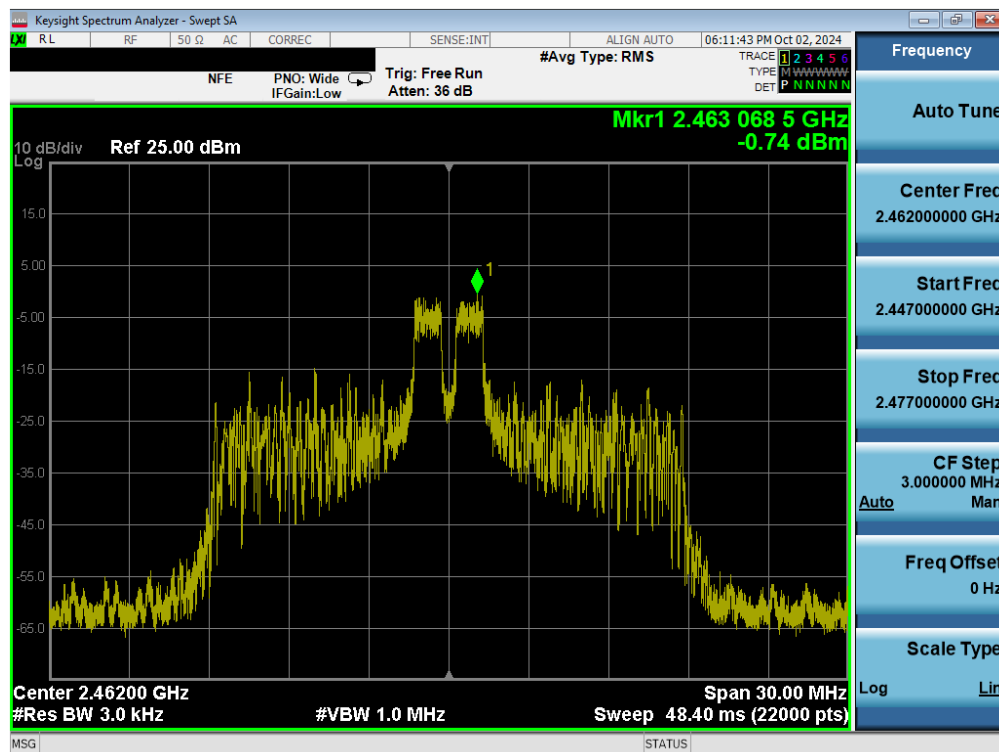 Keysight Spectrum Analyzer - Swept SA
LXI RL RF 50 Ω AC CORREC SENSE:INT ALIGN AUTO 06:11:43 PM Oct 02, 2024
#Avg Type: RMS TRACE 1 2 3 4 5 6
NFE PNO: Wide Trig: Free Run TYPE M WWWWW
IFGain:Low Atten: 36 dB DET P N N N N N
Mkr1 2.463 068 5 GHz
10 dB/div Ref 25.00 dBm -0.74 dBm
Log
15.0
5.00
1
-5.00
-15.0
-25.0
-35.0
-45.0
-55.0
-65.0
Center 2.46200 GHz Span 30.00 MHz
#Res BW 3.0 kHz #VBW 1.0 MHz Sweep 48.40 ms (22000 pts)
MSG STATUS
Frequency
Auto Tune
Center Freq
2.462000000 GHz
Start Freq
2.447000000 GHz
Stop Freq
2.477000000 GHz
CF Step
3.000000 MHz
Auto Man
Freq Offset
0 Hz
Scale Type
Log Lin